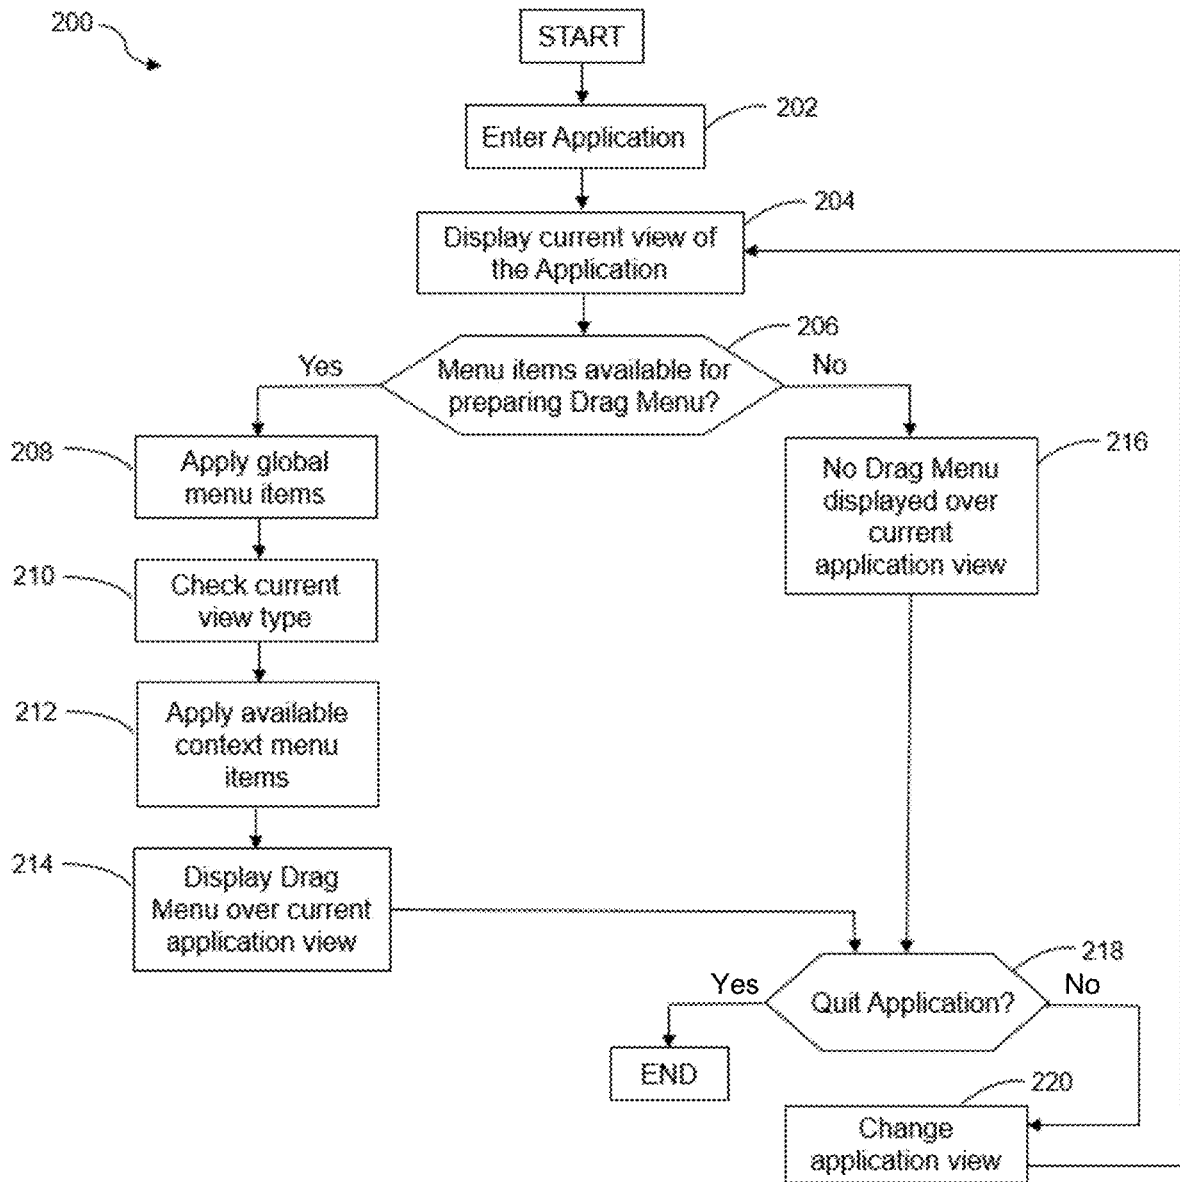 200
START
202
Enter Application
204
Display current view of
the Application
206
Yes
Menu items available for
preparing Drag Menu?
No
208
Apply global
menu items
216
No Drag Menu
displayed over
current
application view
210
Check current
view type
212
Apply available
context menu
items
214
Display Drag
Menu over current
application view
218
Yes
Quit Application?
No
END
220
Change
application view